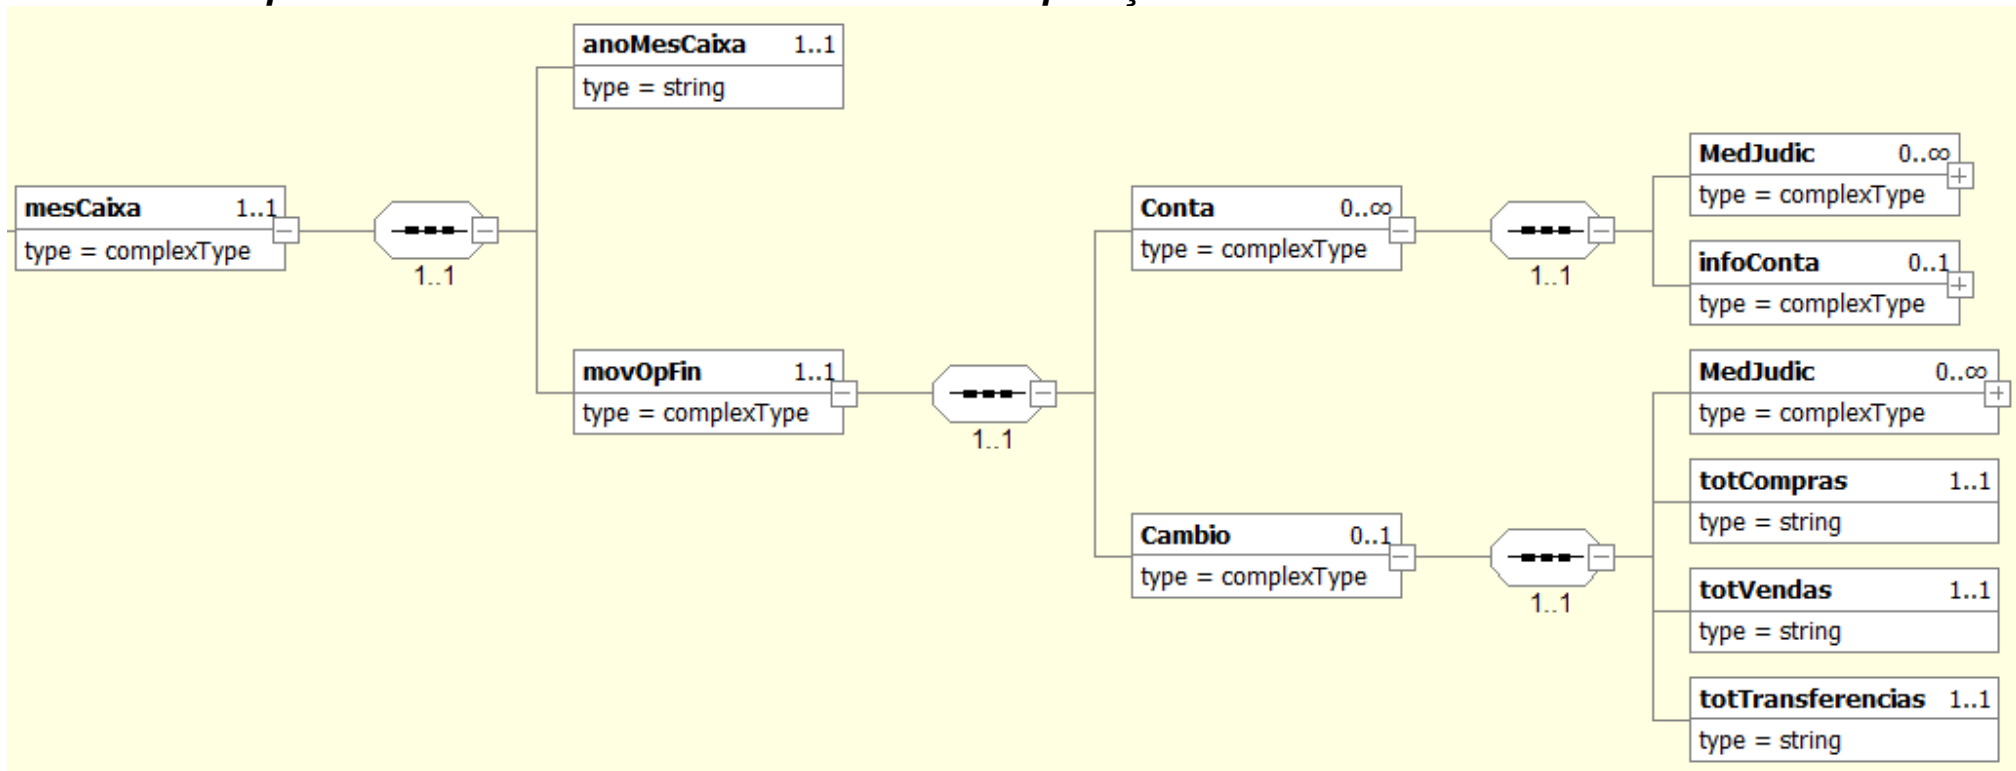 anoMesCaixa 1..1
type = string
mesCaixa 1..1
type = complexType
1..1
movOpFin 1..1
type = complexType
1..1
Conta 0..∞
type = complexType
1..1
MedJudic 0..∞
type = complexType
infoConta 0..1
type = complexType
Cambio 0..1
type = complexType
1..1
MedJudic 0..∞
type = complexType
totCompras 1..1
type = string
totVendas 1..1
type = string
totTransferencias 1..1
type = string